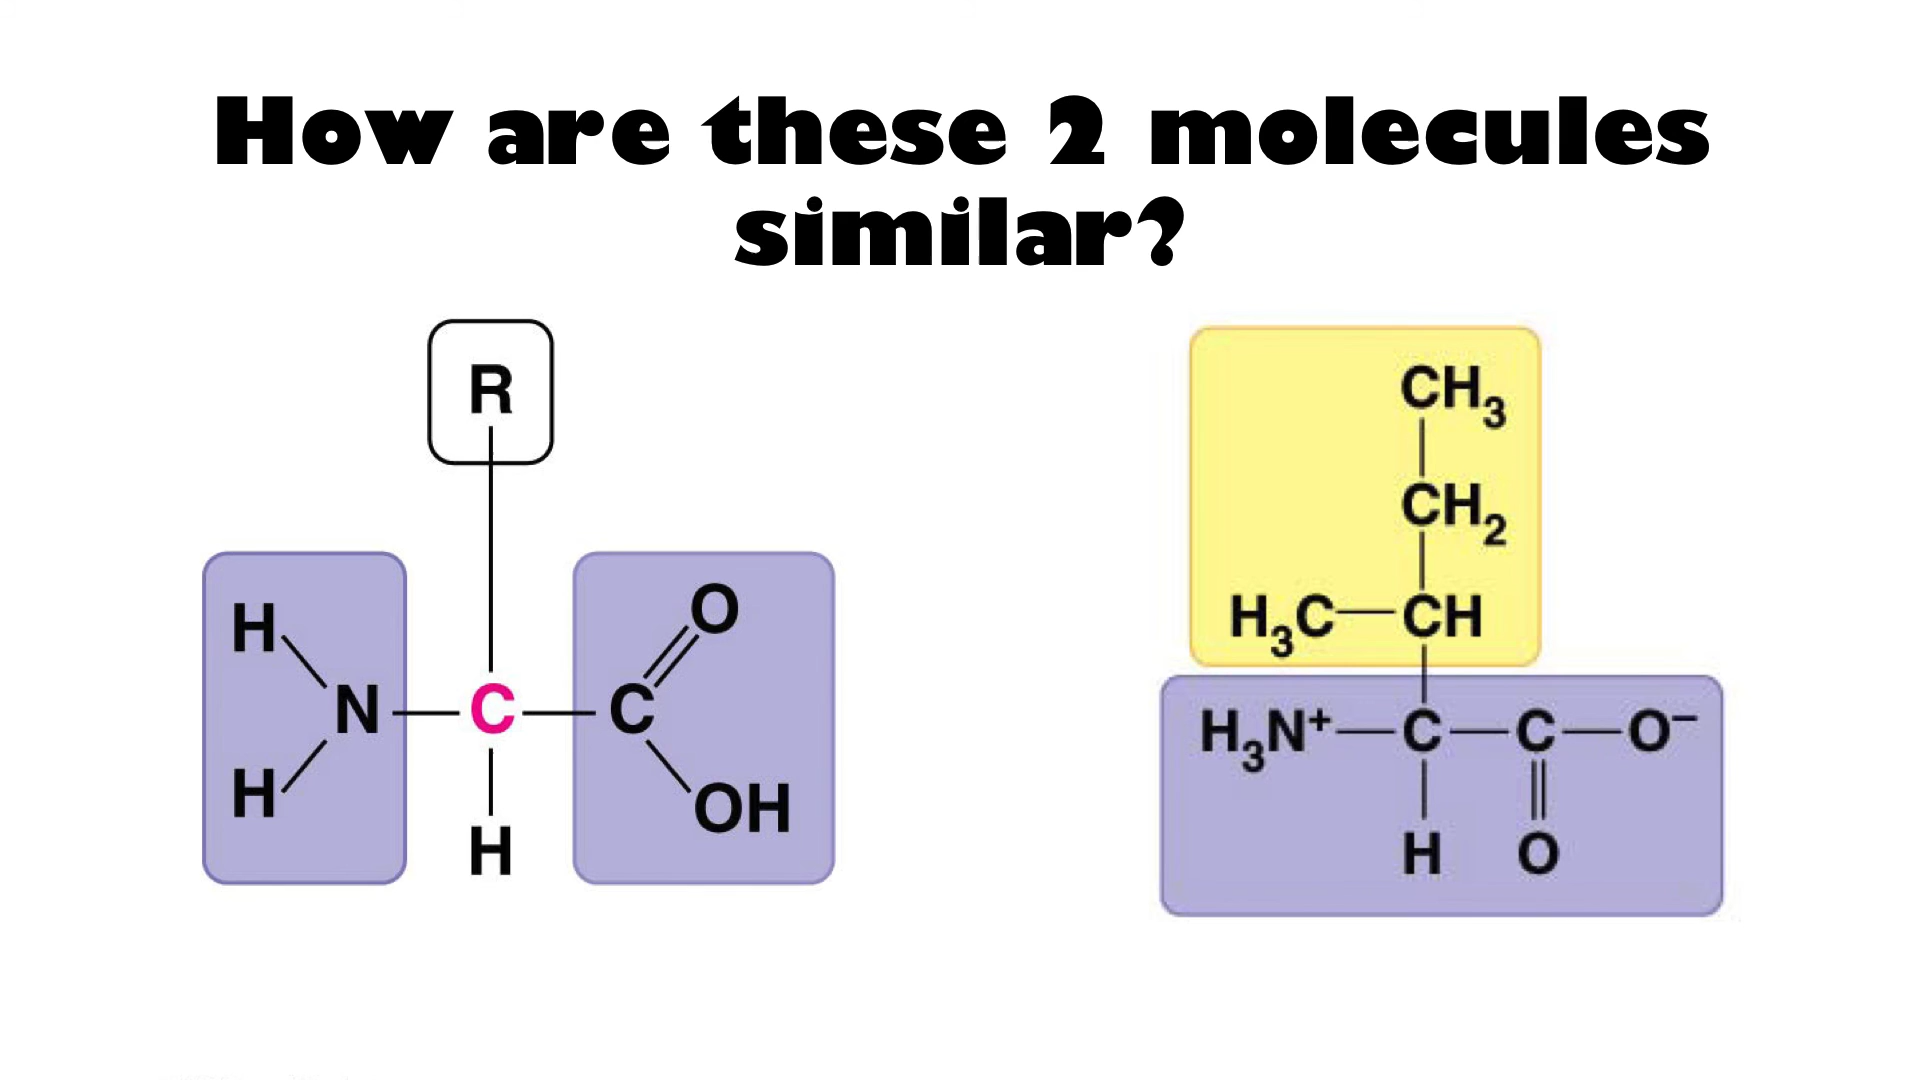 How are these 2 molecules
similar?
R
H
O
N C C
H
OH
H
CH₃
CH₂
H₃C CH
H₃N⁺ C C O⁻
H O